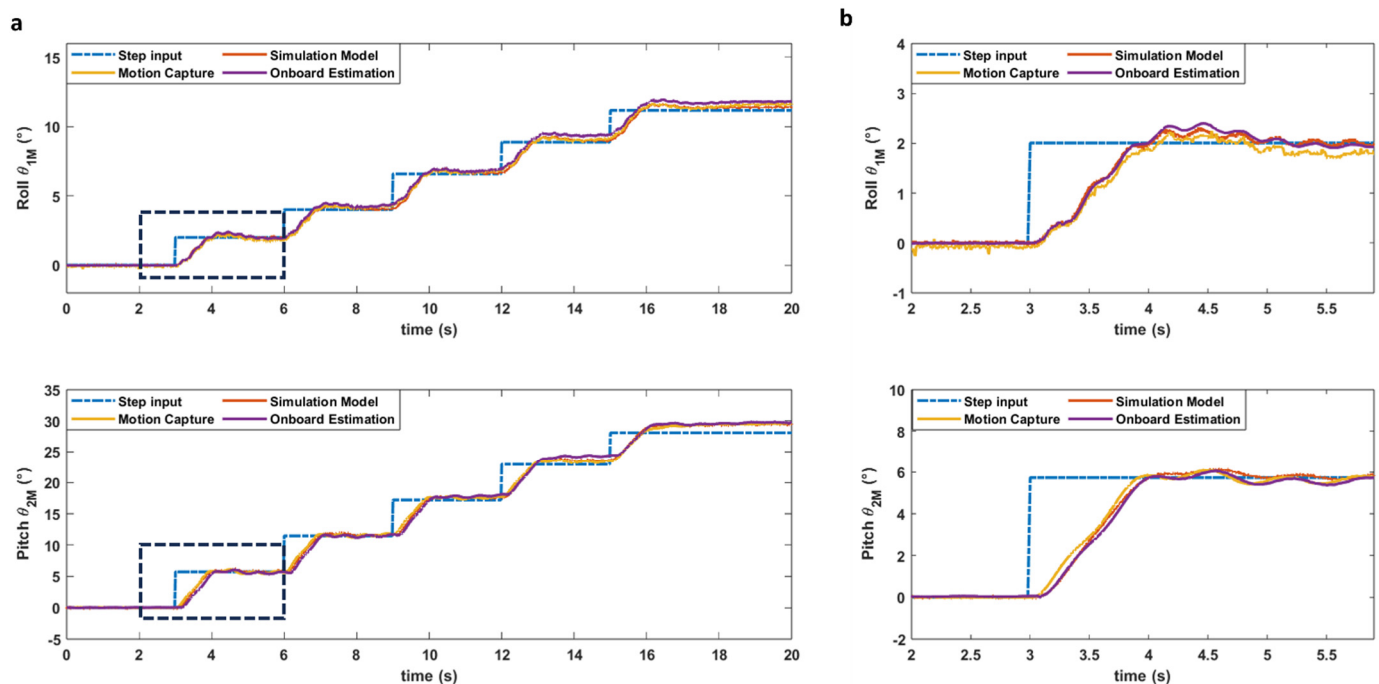 a
Step input
Simulation Model
Motion Capture
Onboard Estimation
Roll θ1M (°)
15
10
5
0
0 2 4 6 8 10 12 14 16 18 20
time (s)
Step input
Simulation Model
Motion Capture
Onboard Estimation
Pitch θ2M (°)
35
30
25
20
15
10
5
0
-5
0 2 4 6 8 10 12 14 16 18 20
time (s)
b
Step input
Simulation Model
Motion Capture
Onboard Estimation
Roll θ1M (°)
4
3
2
1
0
-1
2 2.5 3 3.5 4 4.5 5 5.5
time (s)
Step input
Simulation Model
Motion Capture
Onboard Estimation
Pitch θ2M (°)
10
8
6
4
2
0
-2
2 2.5 3 3.5 4 4.5 5 5.5
time (s)